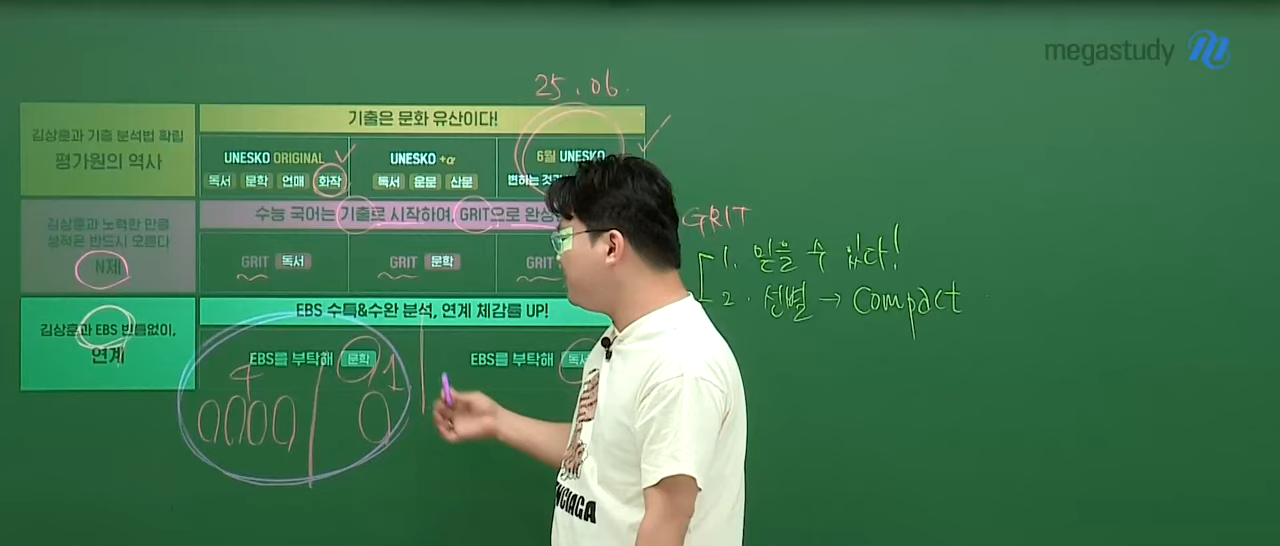 megastudy
25.06.
김상훈과 기출 분석법 확립
평가원의 역사
기출은 문화 유산이다!
UNESKO ORIGINAL
독서 문학 언매 화작
UNESKO +α
독서 운문 산문
6월 UNESKO
변하는 것
김상훈과 노력한 만큼
성적은 반드시 오른다
N제
수능 국어는 기출로 시작하여, GRIT으로 완성
GRIT 독서
GRIT 문학
GRIT
김상훈과 EBS 빈틈없이,
연계
EBS 수특&수완 분석, 연계 체감률 UP!
EBS를 부탁해 문학
EBS를 부탁해 독서
4
1
GRIT
1. 믿을 수 있다!
2. 선별 → Compact